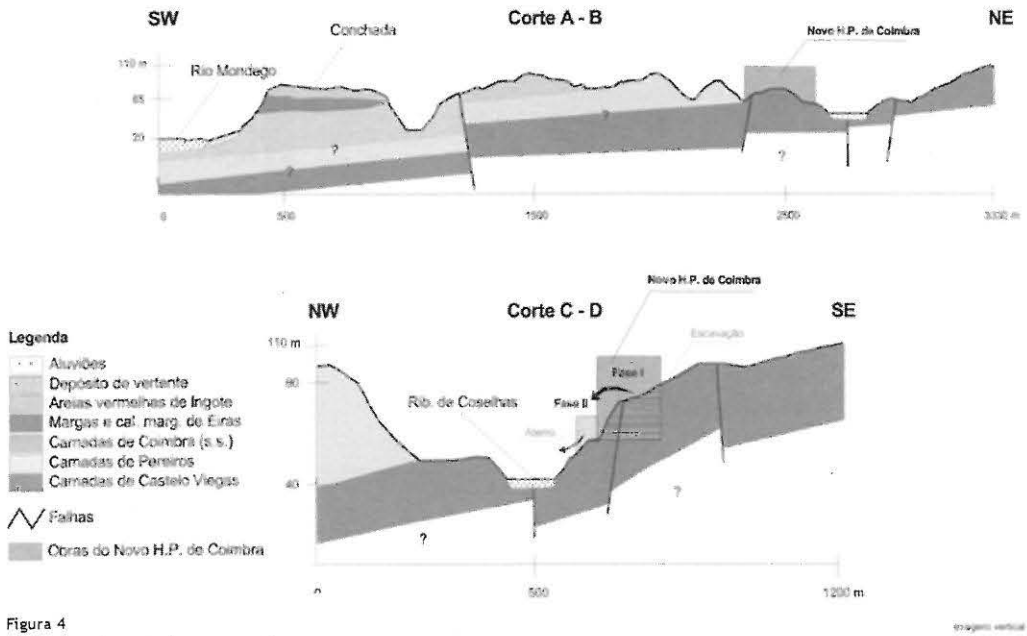 SW
Corte A - B
NE
Conchada
Novo H.P. de Coimbra
110 m
Rio Mondego
65
20
?
?
?
?
0
500
1500
2500
3330 m
Novo H.P. de Coimbra
NW
Corte C - D
SE
Escavação
110 m
Fase I
80
Rib. de Coselhas
Fase II
Aterro
40
?
?
0
500
1200 m
Legenda
Aluviões
Depósito de vertente
Areias vermelhas de Ingote
Margas e cal. marg. de Eiras
Camadas de Coimbra (s.s.)
Camadas de Pereiros
Camadas de Castelo Viegas
Falhas
Obras do Novo H.P. de Coimbra
Figura 4
exagero vertical